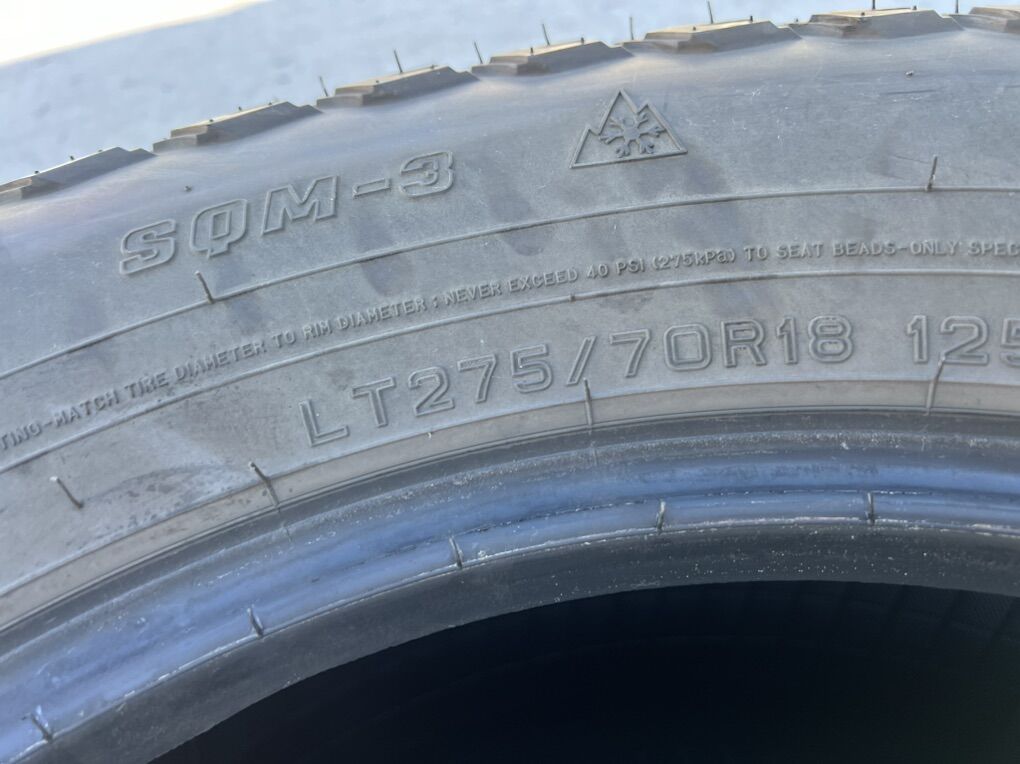 SQM-3
TING-MATCH TIRE DIAMETER TO RIM DIAMETER : NEVER EXCEED 40 PSI (275kPa) TO SEAT BEADS-ONLY SPEC
LT275/70R18 125